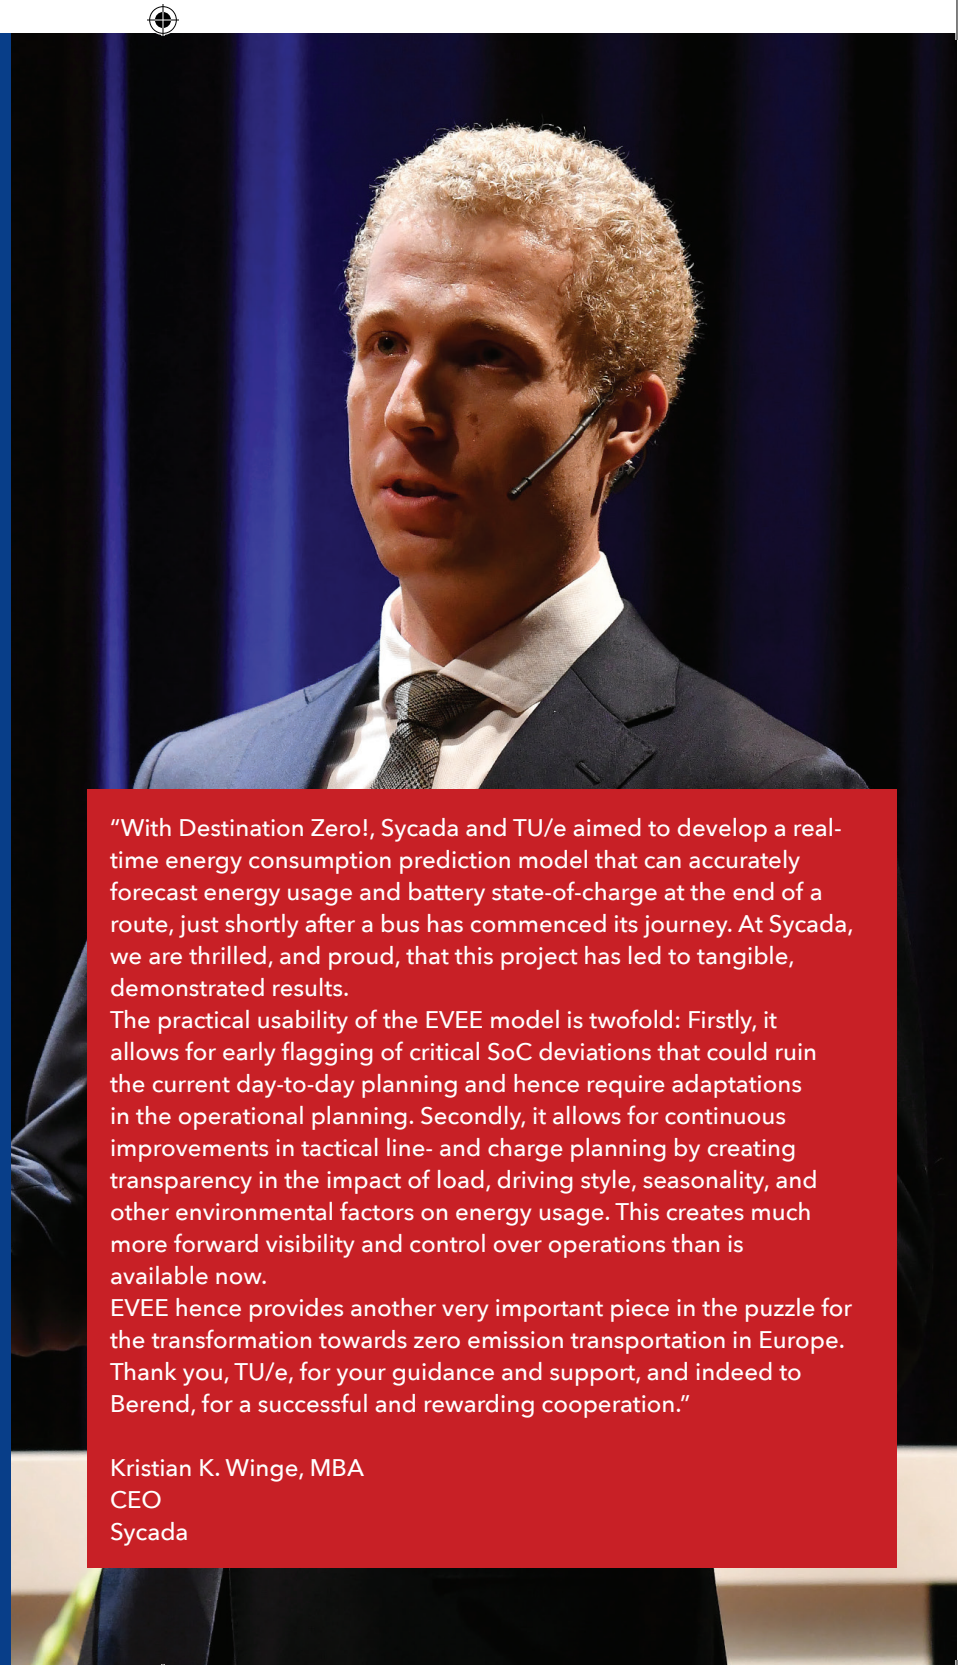 “With Destination Zero!, Sycada and TU/e aimed to develop a real-
time energy consumption prediction model that can accurately
forecast energy usage and battery state-of-charge at the end of a
route, just shortly after a bus has commenced its journey. At Sycada,
we are thrilled, and proud, that this project has led to tangible,
demonstrated results.
The practical usability of the EVEE model is twofold: Firstly, it
allows for early flagging of critical SoC deviations that could ruin
the current day-to-day planning and hence require adaptations
in the operational planning. Secondly, it allows for continuous
improvements in tactical line- and charge planning by creating
transparency in the impact of load, driving style, seasonality, and
other environmental factors on energy usage. This creates much
more forward visibility and control over operations than is
available now.
EVEE hence provides another very important piece in the puzzle for
the transformation towards zero emission transportation in Europe.
Thank you, TU/e, for your guidance and support, and indeed to
Berend, for a successful and rewarding cooperation.”
Kristian K. Winge, MBA
CEO
Sycada